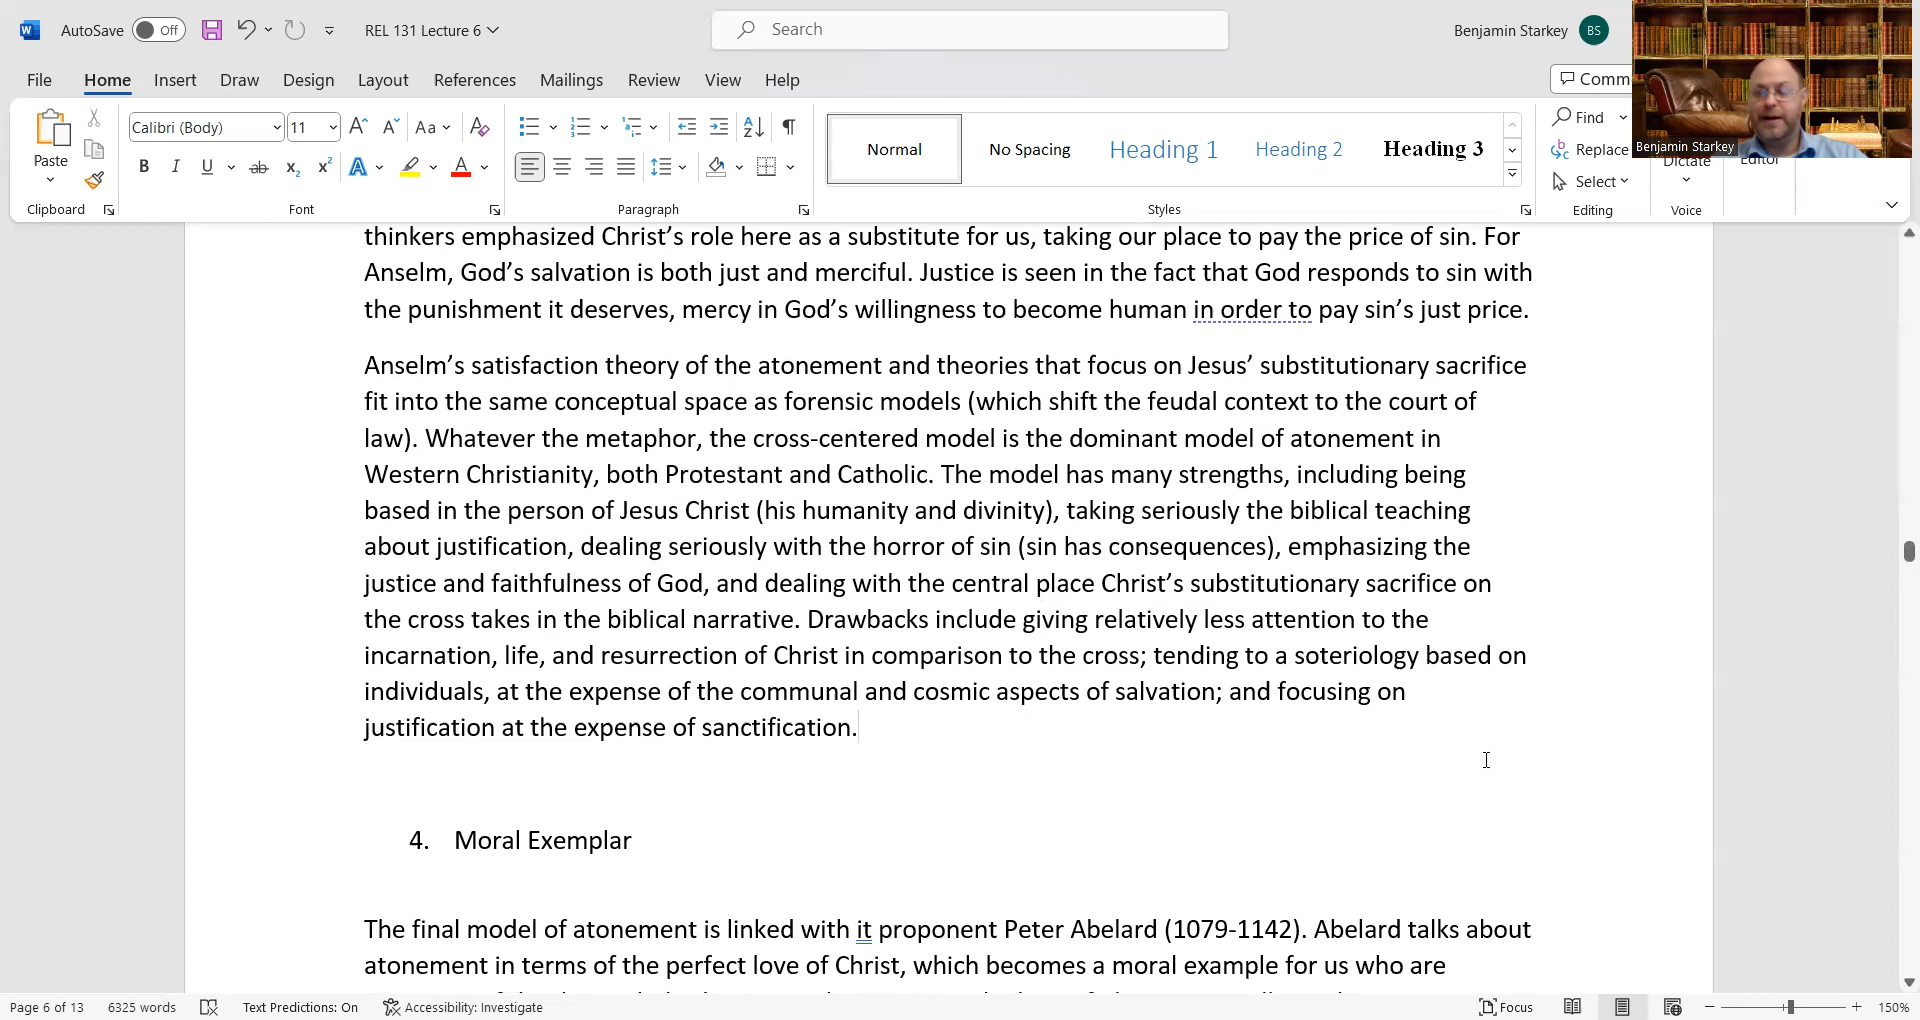 AutoSave Off REL 131 Lecture 6 Search Benjamin Starkey BS
File Home Insert Draw Design Layout References Mailings Review View Help Comm
Paste Calibri (Body) 11 Aa Normal No Spacing Heading 1 Heading 2 Heading 3 Find
Replace
Select
Dictate
Editor
Benjamin Starkey
Clipboard Font Paragraph Styles Editing Voice
thinkers emphasized Christ’s role here as a substitute for us, taking our place to pay the price of sin. For
Anselm, God’s salvation is both just and merciful. Justice is seen in the fact that God responds to sin with
the punishment it deserves, mercy in God’s willingness to become human in order to pay sin’s just price.
Anselm’s satisfaction theory of the atonement and theories that focus on Jesus’ substitutionary sacrifice
fit into the same conceptual space as forensic models (which shift the feudal context to the court of
law). Whatever the metaphor, the cross-centered model is the dominant model of atonement in
Western Christianity, both Protestant and Catholic. The model has many strengths, including being
based in the person of Jesus Christ (his humanity and divinity), taking seriously the biblical teaching
about justification, dealing seriously with the horror of sin (sin has consequences), emphasizing the
justice and faithfulness of God, and dealing with the central place Christ’s substitutionary sacrifice on
the cross takes in the biblical narrative. Drawbacks include giving relatively less attention to the
incarnation, life, and resurrection of Christ in comparison to the cross; tending to a soteriology based on
individuals, at the expense of the communal and cosmic aspects of salvation; and focusing on
justification at the expense of sanctification.
4. Moral Exemplar
The final model of atonement is linked with it proponent Peter Abelard (1079-1142). Abelard talks about
atonement in terms of the perfect love of Christ, which becomes a moral example for us who are
Page 6 of 13 6325 words Text Predictions: On Accessibility: Investigate Focus 150%